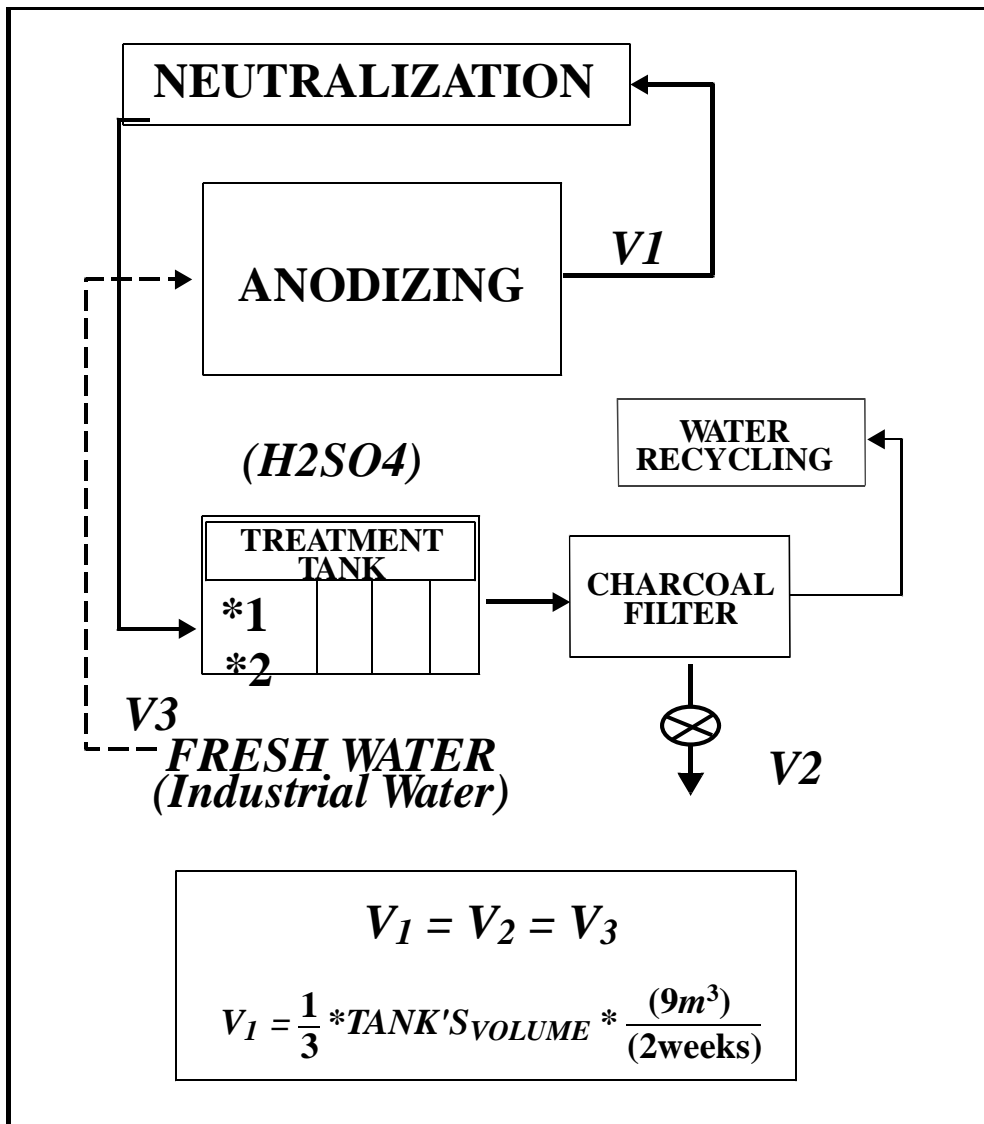 NEUTRALIZATION
V1
ANODIZING
(H2SO4)
WATER
RECYCLING
TREATMENT
TANK
*1
*2
CHARCOAL
FILTER
V3
FRESH WATER
(Industrial Water)
V2
V₁ = V₂ = V₃
V₁ = 1/3 *TANK'S_VOLUME * (9m³)/(2weeks)